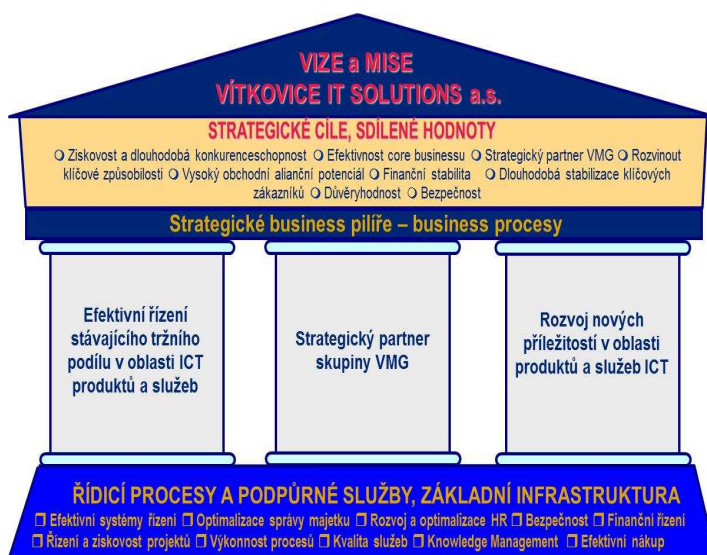 VIZE a MISE
VÍTKOVICE IT SOLUTIONS a.s.
STRATEGICKÉ CÍLE, SDÍLENÉ HODNOTY
❍ Ziskovost a dlouhodobá konkurenceschopnost ❍ Efektivnost core businessu ❍ Strategický partner VMG ❍ Rozvinout
klíčové způsobilosti ❍ Vysoký obchodní alianční potenciál ❍ Finanční stabilita ❍ Dlouhodobá stabilizace klíčových
zákazníků ❍ Důvěryhodnost ❍ Bezpečnost
Strategické business pilíře – business procesy
Efektivní řízení
stávajícího tržního
podílu v oblasti ICT
produktů a služeb
Strategický partner
skupiny VMG
Rozvoj nových
příležitostí v oblasti
produktů a služeb ICT
ŘÍDICÍ PROCESY A PODPŮRNÉ SLUŽBY, ZÁKLADNÍ INFRASTRUKTURA
❒ Efektivní systémy řízení ❒ Optimalizace správy majetku ❒ Rozvoj a optimalizace HR ❒ Bezpečnost ❒ Finanční řízení
❒ Řízení a ziskovost projektů ❒ Výkonnost procesů ❒ Kvalita služeb ❒ Knowledge Management ❒ Efektivní nákup